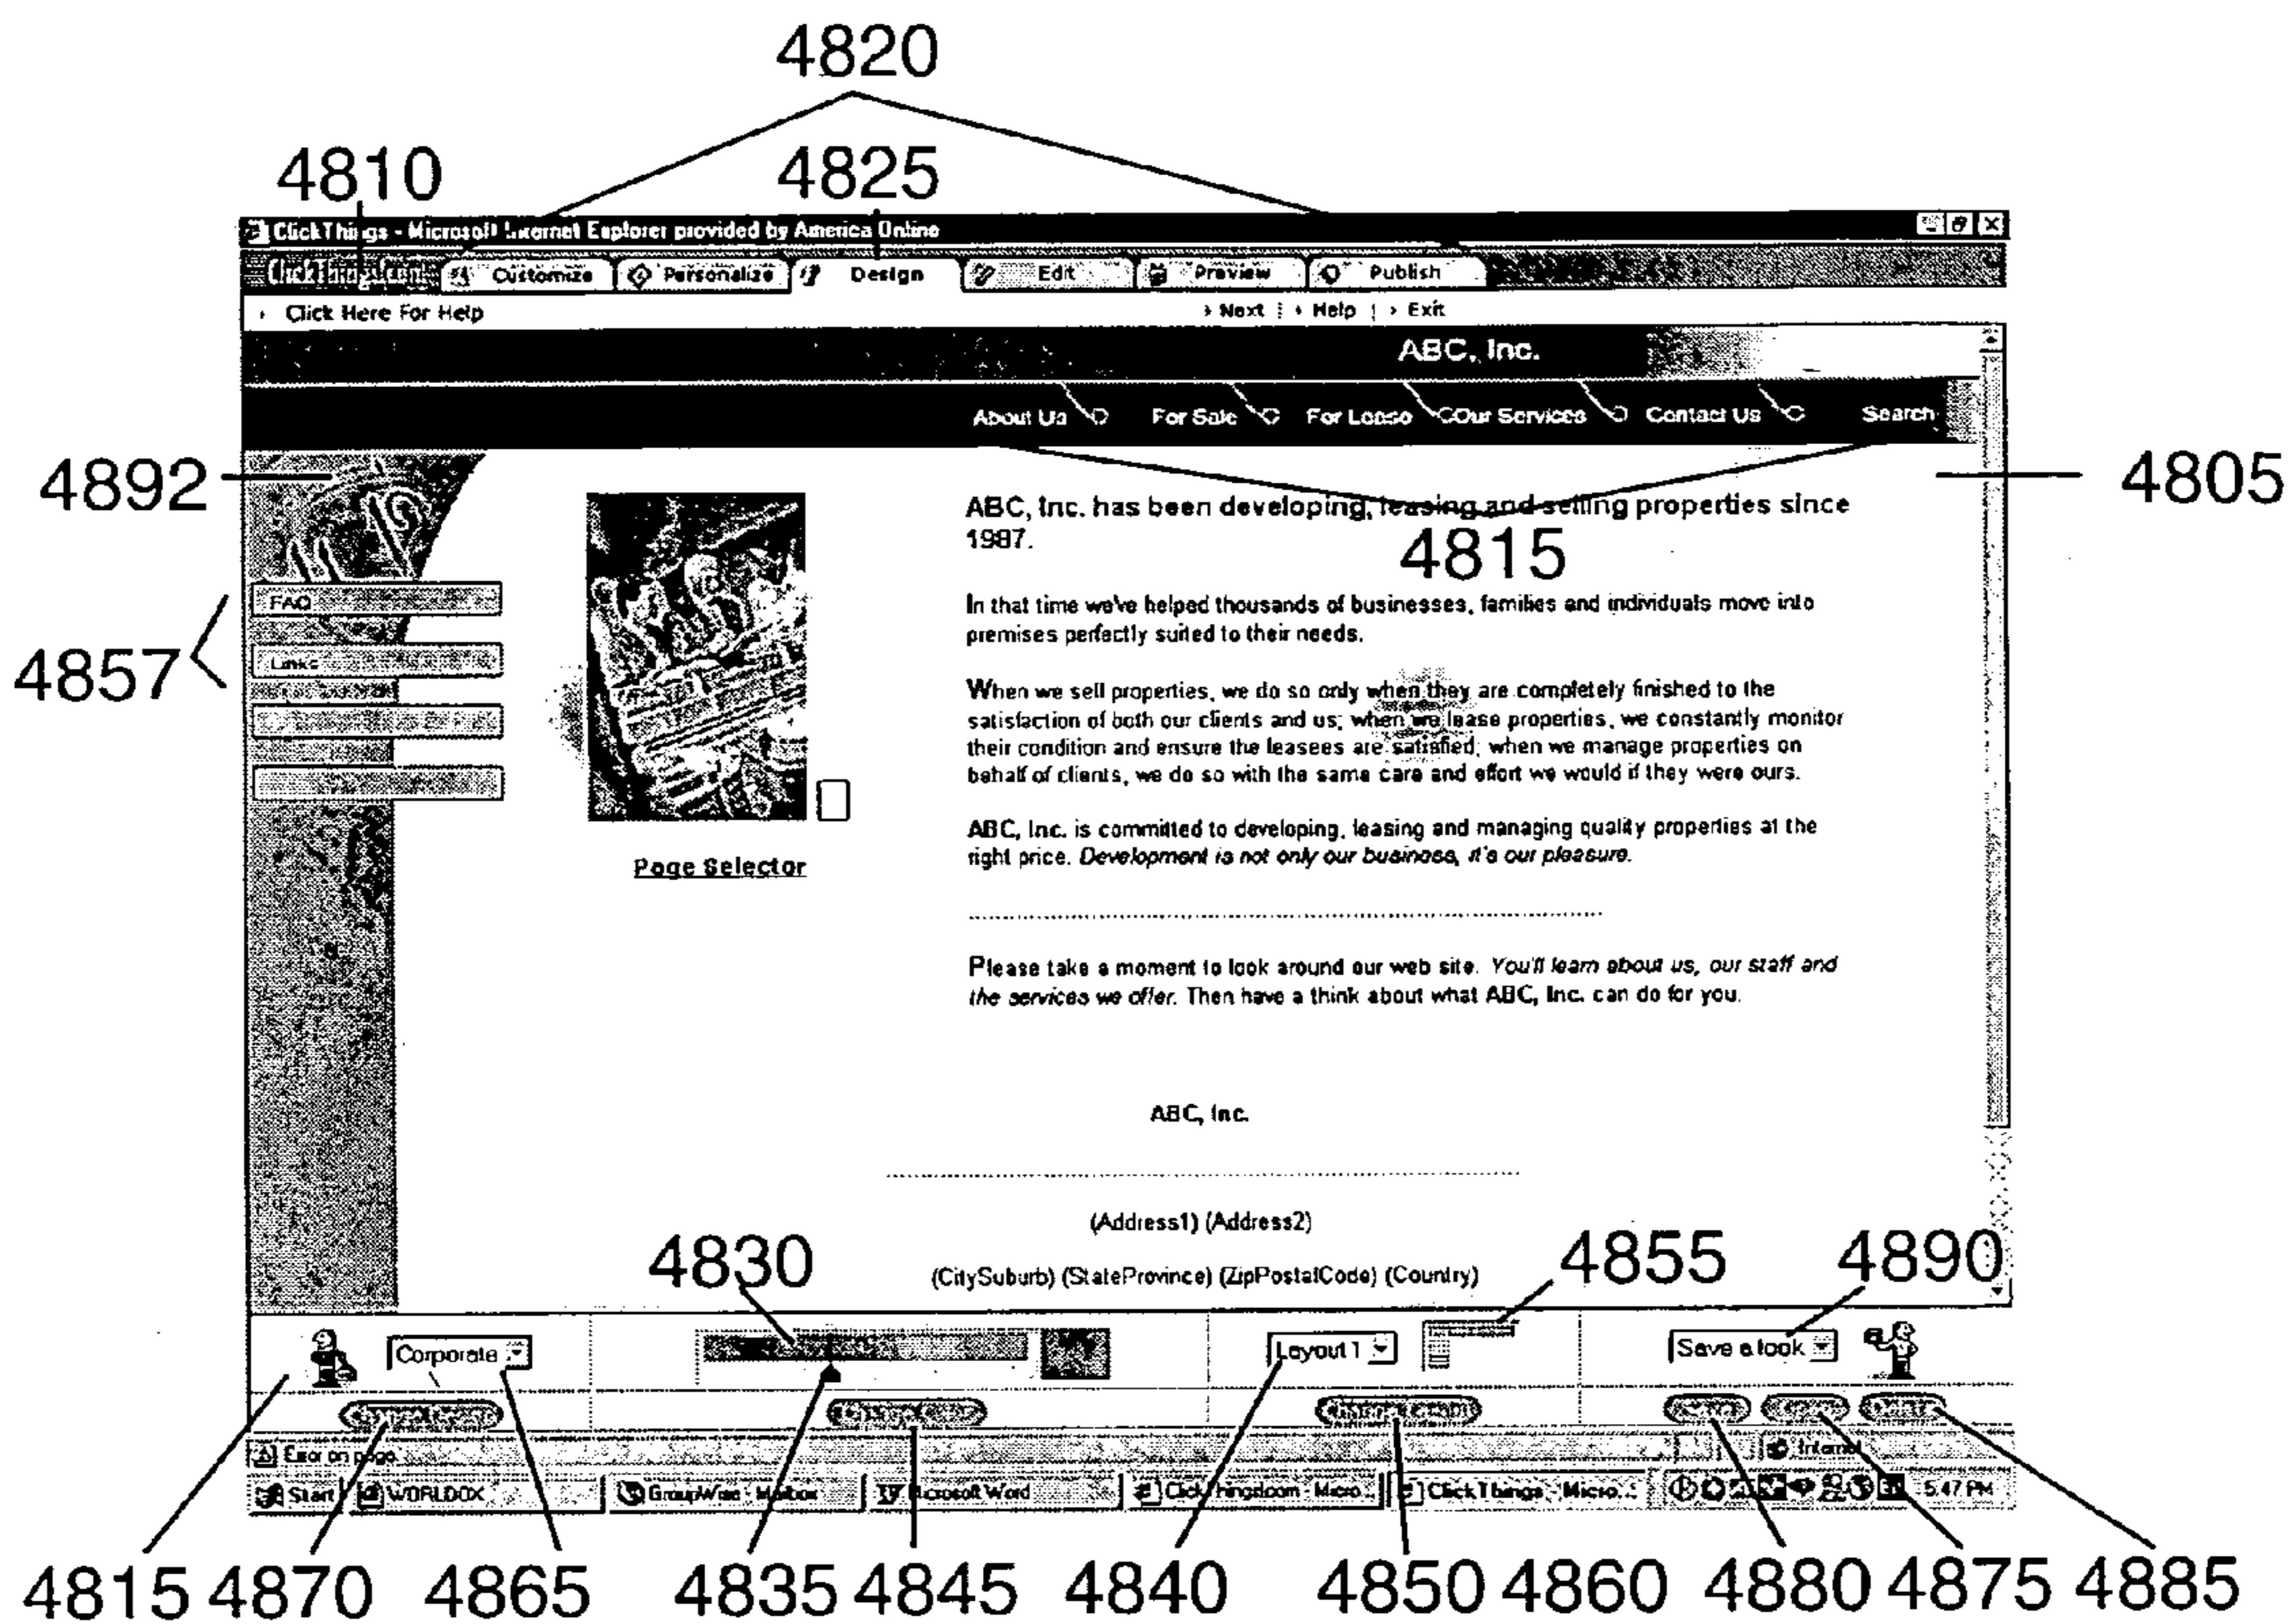 4820
4810 4825
ClickThings - Microsoft Internet Explorer provided by America Online
ClickThings.com Customize Personalize Design Edit Preview Publish
Click Here For Help Next Help Exit
ABC, Inc.
About Us For Sale For Lease Our Services Contact Us Search
4892
4805
ABC, Inc. has been developing, leasing and selling properties since
1987.
4815
FAQ
In that time we've helped thousands of businesses, families and individuals move into
premises perfectly suited to their needs.
Links
4857
When we sell properties, we do so only when they are completely finished to the
satisfaction of both our clients and us; when we lease properties, we constantly monitor
their condition and ensure the leasees are satisfied; when we manage properties on
behalf of clients, we do so with the same care and effort we would if they were ours.
ABC, Inc. is committed to developing, leasing and managing quality properties at the
right price. Development is not only our business, it's our pleasure.
Page Selector
Please take a moment to look around our web site. You'll learn about us, our staff and
the services we offer. Then have a think about what ABC, Inc. can do for you.
ABC, Inc.
(Address1) (Address2)
4830 4855 4890
(CitySuburb) (StateProvince) (ZipPostalCode) (Country)
Corporate Layout 1 Save a look
Error on page Internet
Start WORLDOX GroupWise - Mailbox Microsoft Word ClickThings.com - Micro... ClickThings - Micro... 5:47 PM
4815 4870 4865 4835 4845 4840 4850 4860 4880 4875 4885